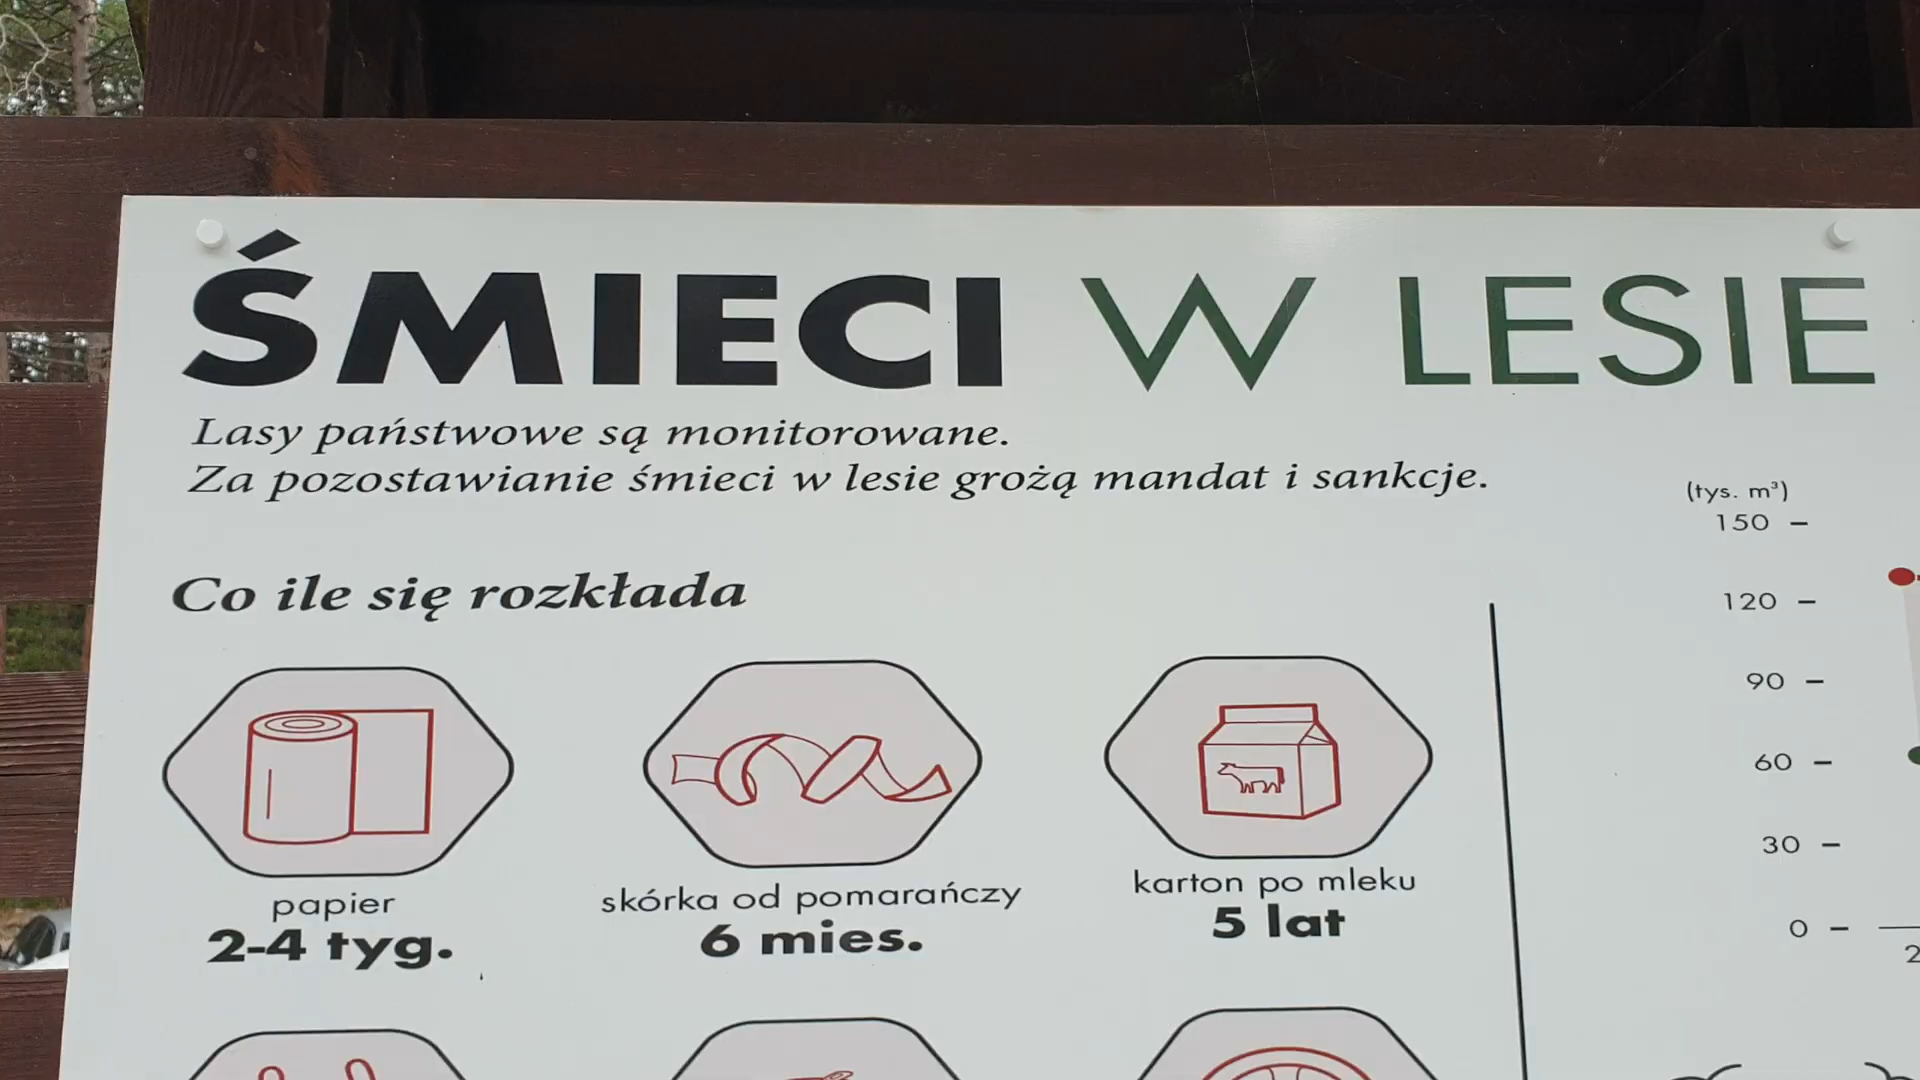 ŚMIECI W LESIE
Lasy państwowe są monitorowane.
Za pozostawianie śmieci w lesie grożą mandat i sankcje.
Co ile się rozkłada
papier
2-4 tyg.
skórka od pomarańczy
6 mies.
karton po mleku
5 lat
(tys. m³)
150
120
90
60
30
0
2